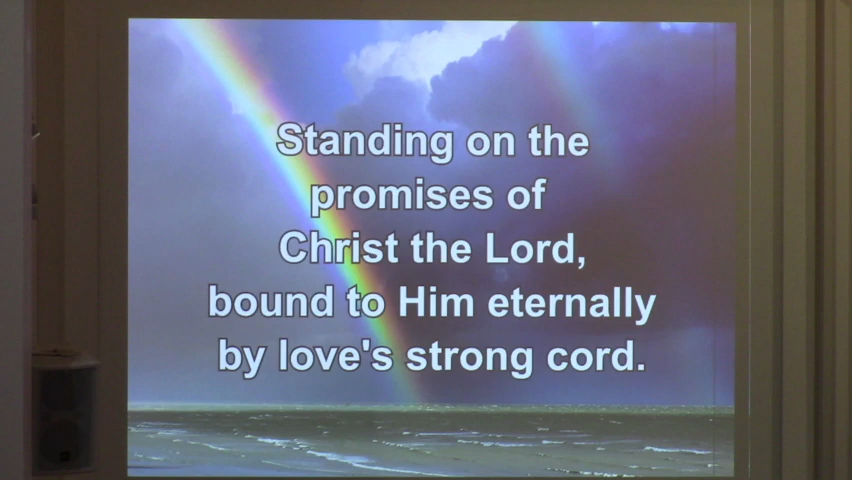 Standing on the
promises of
Christ the Lord,
bound to Him eternally
by love's strong cord.